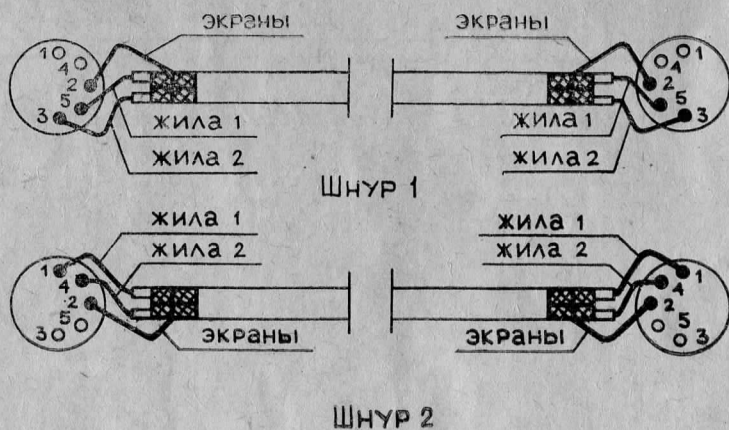 экраны экраны
1 4 2 5 3 1 4 2 5 3
жила 1 жила 1
жила 2 жила 2
Шнур 1
жила 1 жила 1
жила 2 жила 2
1 4 2 5 3 1 4 2 5 3
экраны экраны
Шнур 2